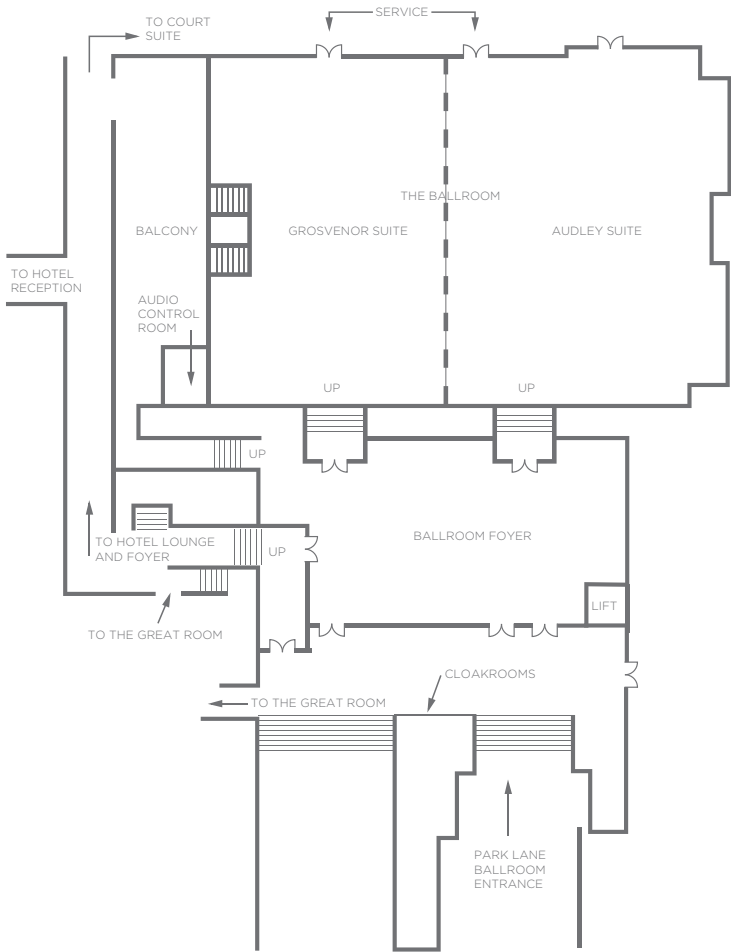 SERVICE
TO COURT
SUITE
THE BALLROOM
BALCONY
GROSVENOR SUITE
AUDLEY SUITE
TO HOTEL
RECEPTION
AUDIO
CONTROL
ROOM
UP
UP
UP
BALLROOM FOYER
TO HOTEL LOUNGE
AND FOYER
UP
LIFT
TO THE GREAT ROOM
CLOAKROOMS
TO THE GREAT ROOM
PARK LANE
BALLROOM
ENTRANCE